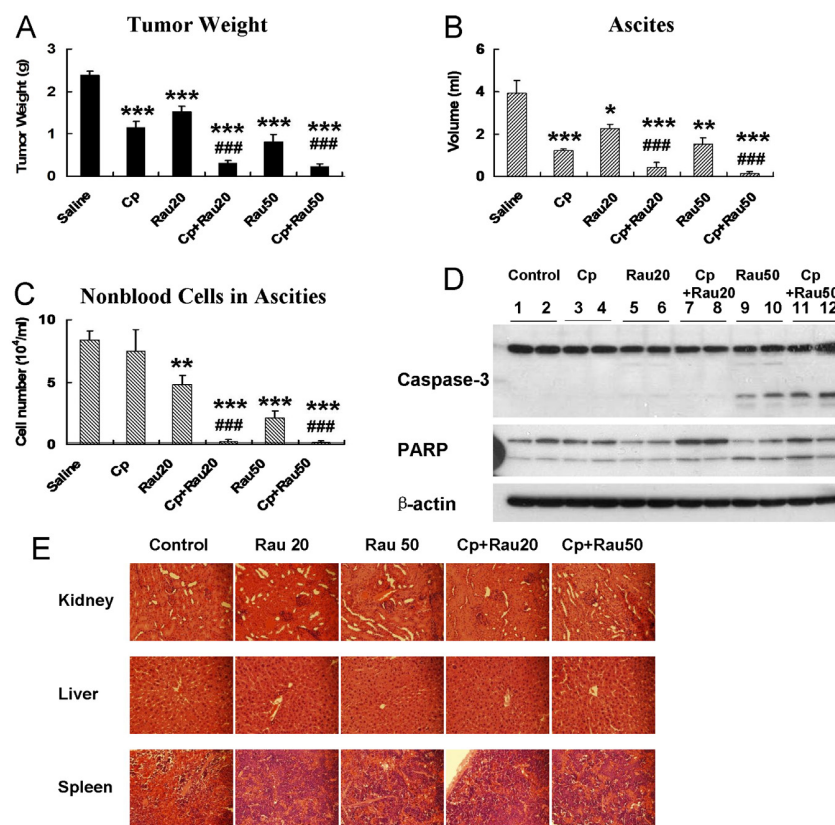 A
Tumor Weight
Tumor Weight (g)
3
2
1
0
***
***
***
###
***
***
###
Saline
Cp
Rau20
Cp+Rau20
Rau50
Cp+Rau50
B
Ascites
Volume (ml)
6
4
2
0
***
*
***
###
**
***
###
Saline
Cp
Rau20
Cp+Rau20
Rau50
Cp+Rau50
C
Nonblood Cells in Ascities
Cell number (10⁴/ml)
10
5
0
**
***
###
***
***
###
Saline
Cp
Rau20
Cp+Rau20
Rau50
Cp+Rau50
D
Control Cp Rau20 Cp +Rau20 Rau50 Cp +Rau50
1 2 3 4 5 6 7 8 9 10 11 12
Caspase-3
PARP
β-actin
E
Control Rau 20 Rau 50 Cp+Rau20 Cp+Rau50
Kidney
Liver
Spleen